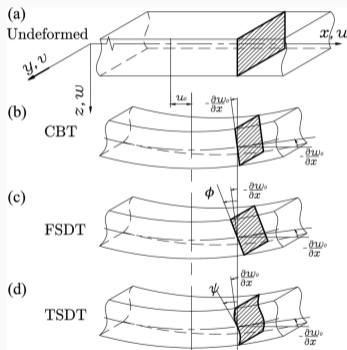 (a)
Undeformed
x, u
y, v
z, w
u₀
(b)
CBT
-∂w₀/∂x
-∂w₀/∂x
(c)
FSDT
ϕ
-∂w₀/∂x
-∂w₀/∂x
(d)
TSDT
ψ
∂w₀/∂x
-∂w₀/∂x